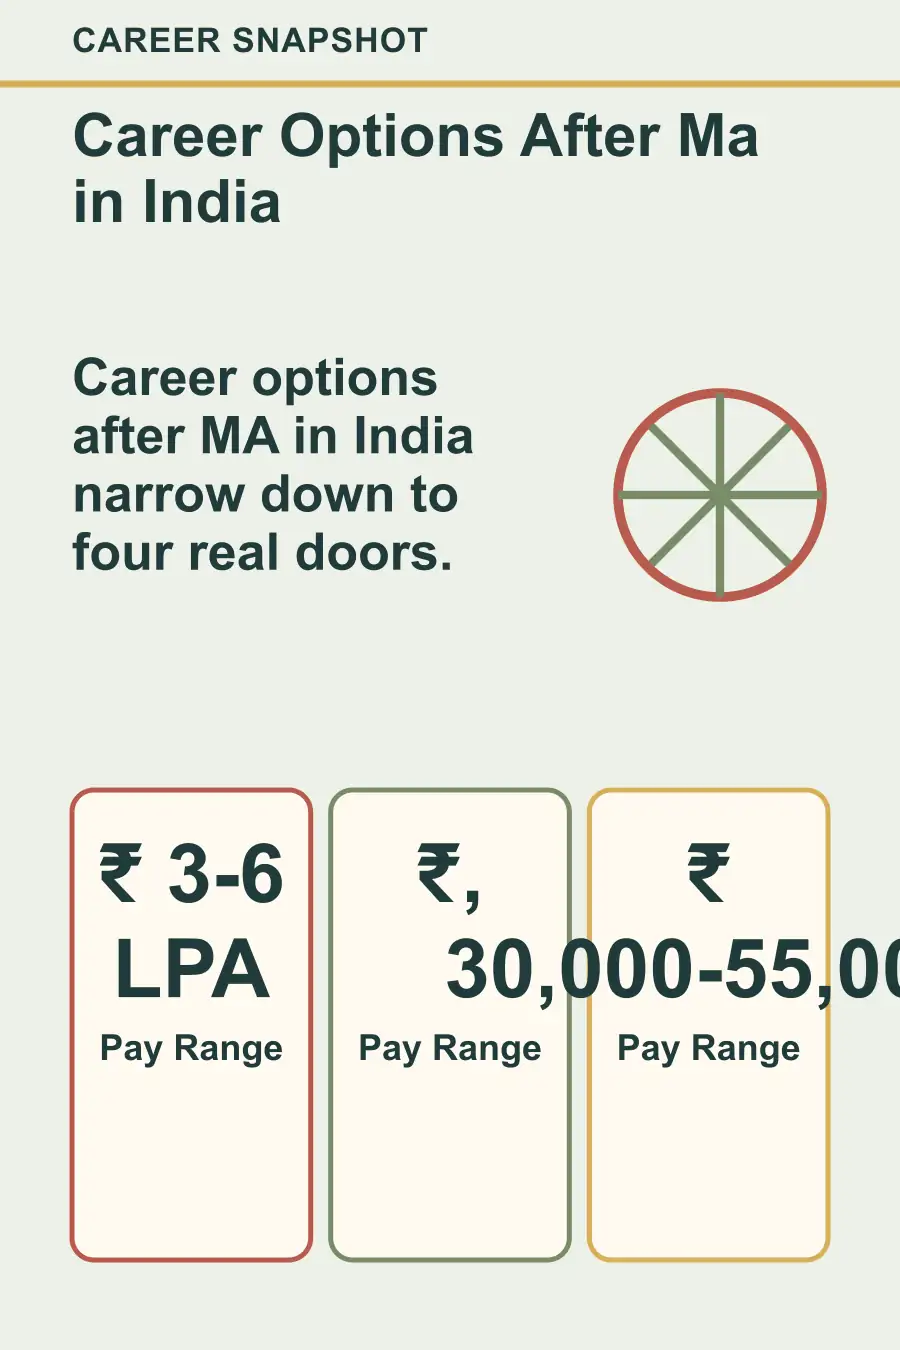 CAREER SNAPSHOT
Career Options After Ma
in India
Career options
after MA in India
narrow down to
four real doors.
₹ 3-6
LPA
Pay Range
₹,
Pay Range
₹
30,000-55,00
Pay Range